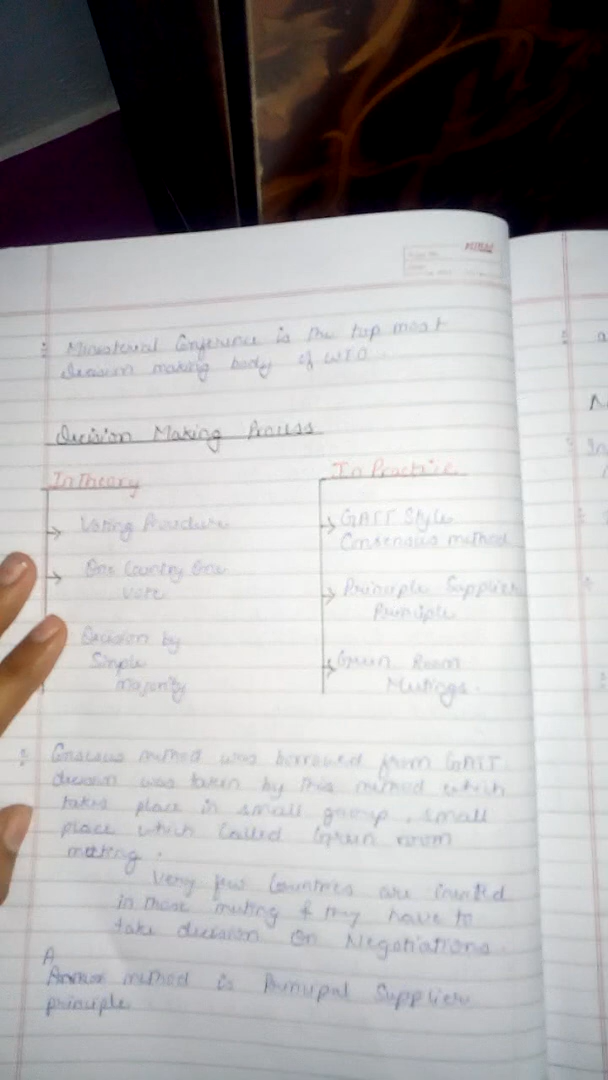 Ministerial Conference is the top most
decision making body of WTO.
Decision Making Process
In Theory
→ Voting Procedure
→ One Country One
Vote
Decision by
Simple
majority
In Practice
→ GATT Style
Consensus method
→ Principle Supplier
Principle
→ Green Room
Meetings.
method was borrowed from GATT
decision was taken by this method which
takes place in small group, small
place which called Green room
meeting.
Very few Countries are invited
in those meeting & they have to
take decision on Negotiations
A
method is Principal Supplier
principle